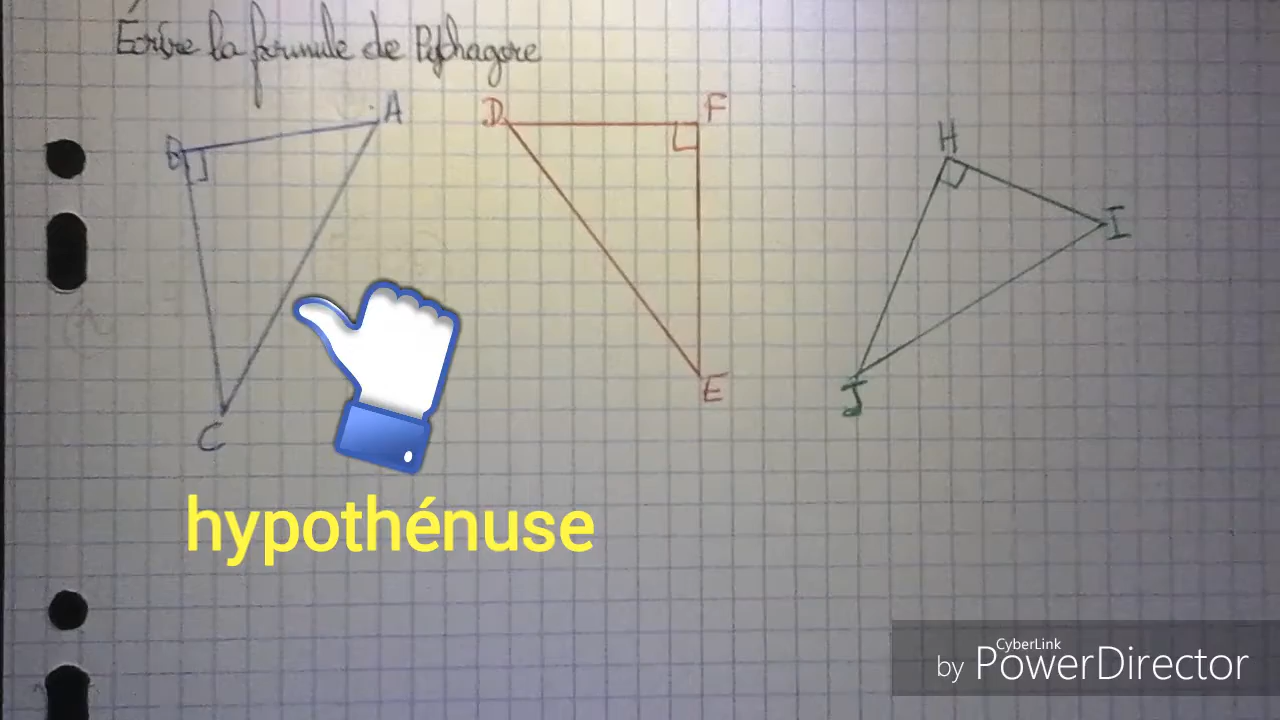 Écrire la formule de Pythagore
A
D
F
B
H
I
E
J
C
hypothénuse
CyberLink
by PowerDirector